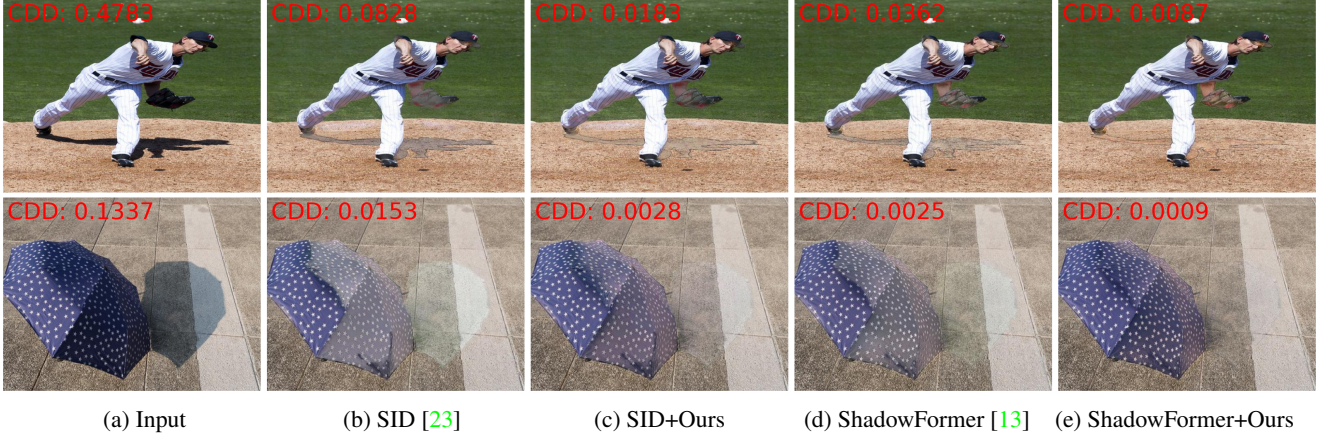 CDD: 0.4783 CDD: 0.0828 CDD: 0.0183 CDD: 0.0362 CDD: 0.0087
CDD: 0.1337 CDD: 0.0153 CDD: 0.0028 CDD: 0.0025 CDD: 0.0009
(a) Input (b) SID [23] (c) SID+Ours (d) ShadowFormer [13] (e) ShadowFormer+Ours